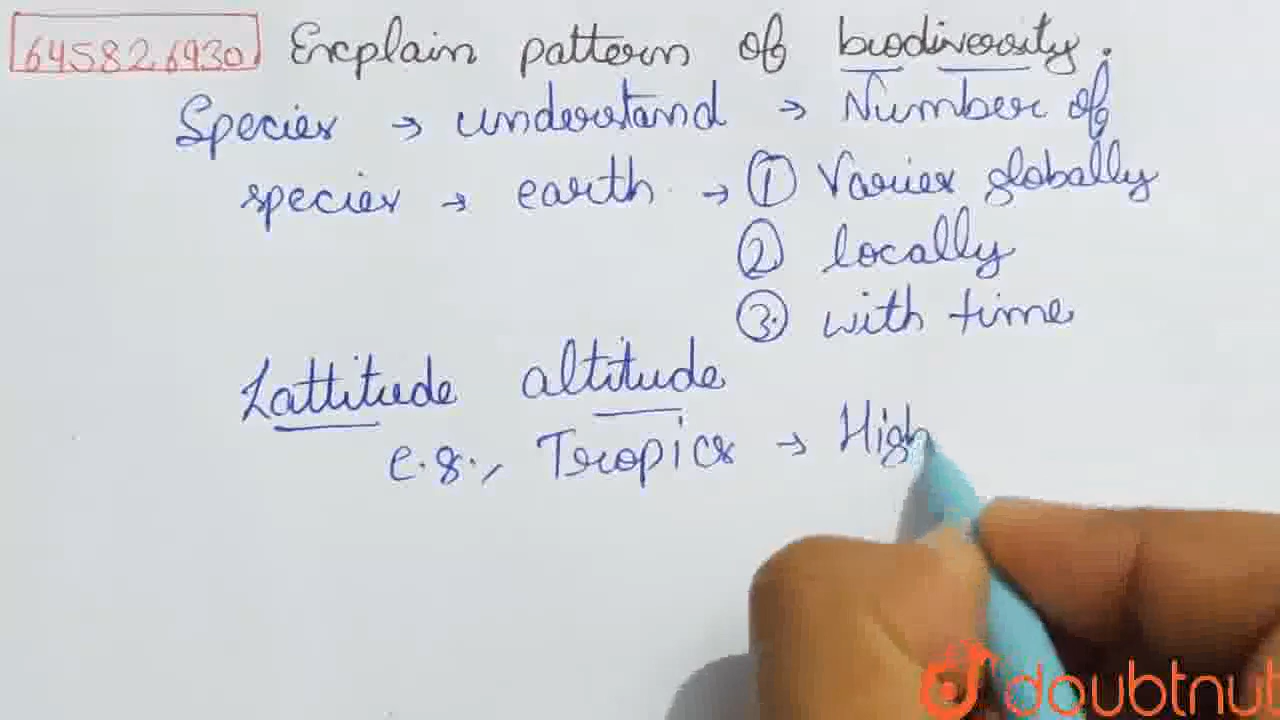 645826930 Explain pattern of biodiversity.
Species → understand → Number of
species → earth → ① Varies globally
② locally
③ with time
Lattitude altitude
e.g., Tropics → High
doubtnut